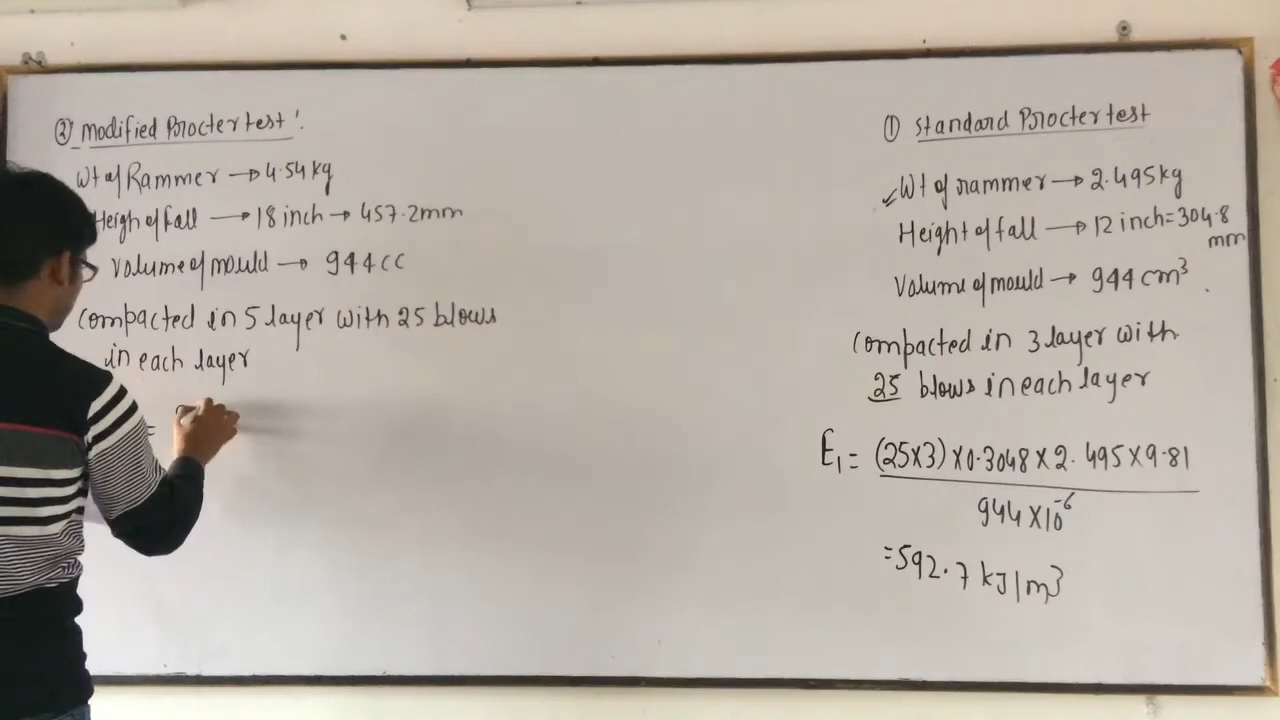 ② Modified Procter test'.
Wt of Rammer → 4.54 kg
Heigh of fall → 18 inch → 457.2mm
Volume of mould → 944 cc
Compacted in 5 layer with 25 blows
in each layer
=
① Standard Procter test
Wt of rammer → 2.495 kg
Height of fall → 12 inch = 304.8
mm
Volume of mould → 944 cm³.
Compacted in 3 layer with
25 blows in each layer
E₁ = (25×3)×0.3048×2.495×9.81
944×10⁻⁶
=592.7 kJ/m³